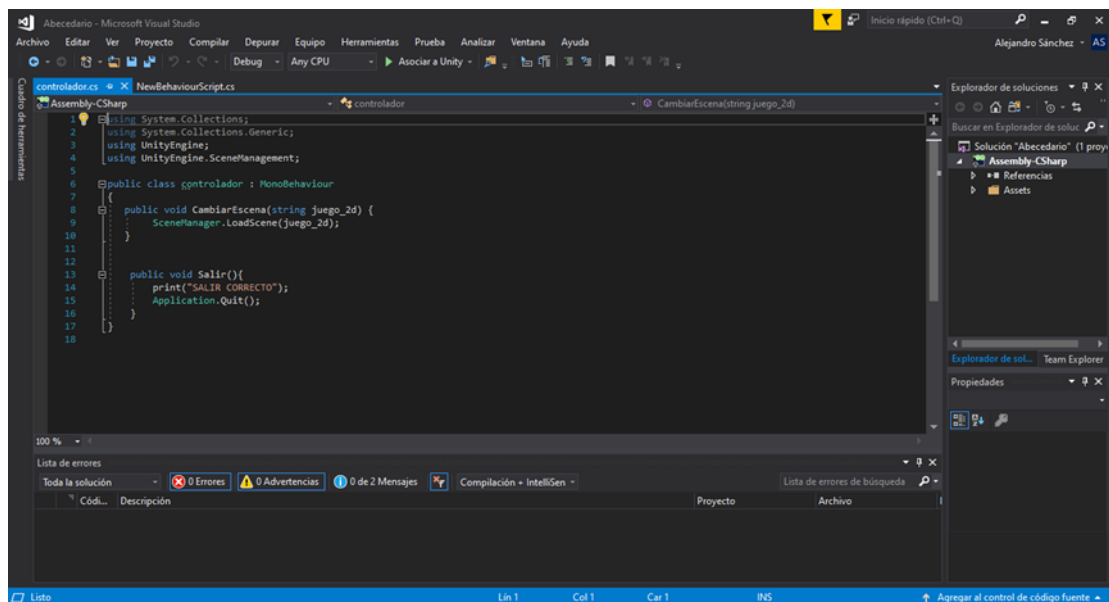 Abecedario - Microsoft Visual Studio
Inicio rápido (Ctrl+Q)
Archivo Editar Ver Proyecto Compilar Depurar Equipo Herramientas Prueba Analizar Ventana Ayuda
Alejandro Sánchez AS
Debug Any CPU Asociar a Unity
Cuadro de herramientas
controlador.cs NewBehaviourScript.cs
Assembly-CSharp controlador CambiarEscena(string juego_2d)
1 using System.Collections;
2 using System.Collections.Generic;
3 using UnityEngine;
4 using UnityEngine.SceneManagement;
5
6 public class controlador : MonoBehaviour
7 {
8 public void CambiarEscena(string juego_2d) {
9 SceneManager.LoadScene(juego_2d);
10 }
11
12
13 public void Salir(){
14 print("SALIR CORRECTO");
15 Application.Quit();
16 }
17 }
18
100 %
Explorador de soluciones
Buscar en Explorador de soluc
Solución "Abecedario" (1 proy
Assembly-CSharp
Referencias
Assets
Explorador de sol... Team Explorer
Propiedades
Lista de errores
Toda la solución 0 Errores 0 Advertencias 0 de 2 Mensajes Compilación + IntelliSen
Lista de errores de búsqueda
Códi... Descripción Proyecto Archivo
Listo Lín 1 Col 1 Car 1 INS Agregar al control de código fuente